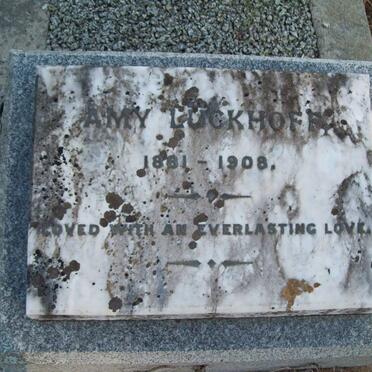 AMY LUCKHOFF.
1881 - 1908.
LOVED WITH AN EVERLASTING LOVE.